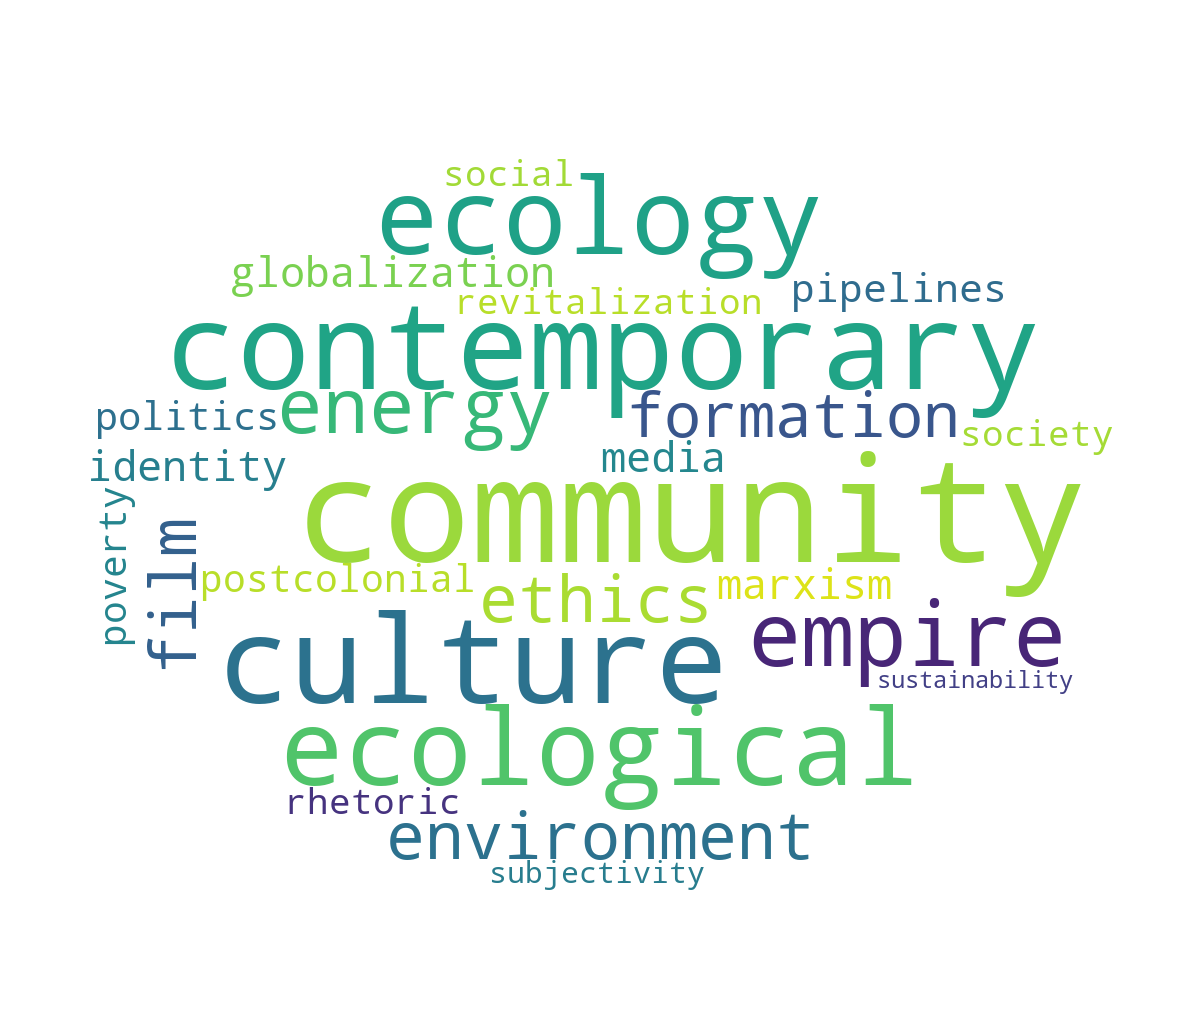 social
ecology
globalization
revitalization
pipelines
contemporary
politics
energy
formation
society
identity
media
community
poverty
film
postcolonial
ethics
marxism
culture
empire
sustainability
ecological
rhetoric
environment
subjectivity